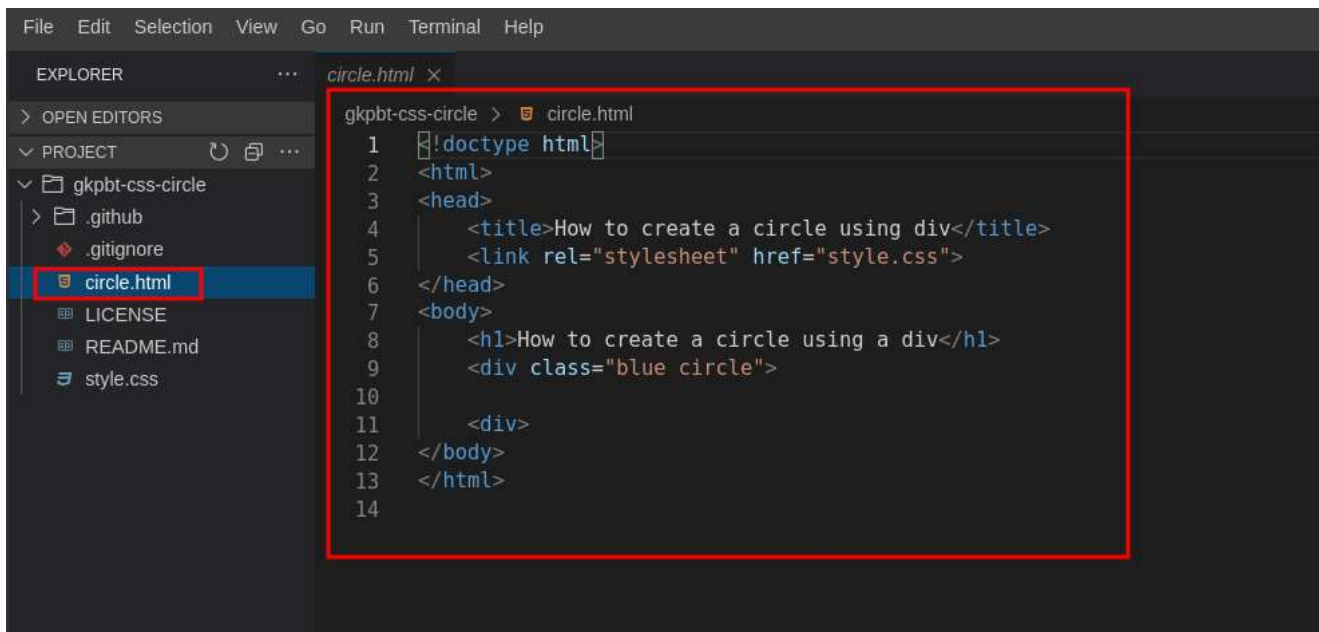 File Edit Selection View Go Run Terminal Help
EXPLORER ...
OPEN EDITORS
PROJECT ...
gkpbt-css-circle
.github
.gitignore
circle.html
LICENSE
README.md
style.css
circle.html
gkpbt-css-circle > circle.html
1 <!doctype html>
2 <html>
3 <head>
4 <title>How to create a circle using div</title>
5 <link rel="stylesheet" href="style.css">
6 </head>
7 <body>
8 <h1>How to create a circle using a div</h1>
9 <div class="blue circle">
10
11 <div>
12 </body>
13 </html>
14